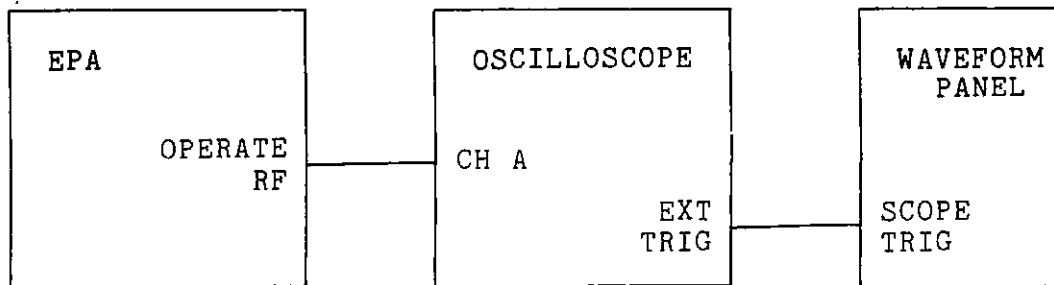 EPA
OPERATE
RF
OSCILLOSCOPE
CH A
EXT
TRIG
WAVEFORM
PANEL
SCOPE
TRIG